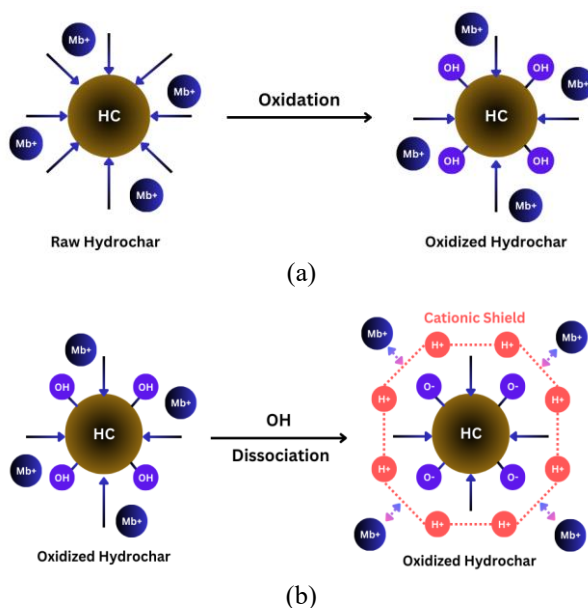 Mb+
OH
OH
Mb+
Mb+
Mb+
HC
Oxidation
HC
Mb+
Mb+
Mb+
OH
OH
Mb+
Raw Hydrochar
Oxidized Hydrochar
(a)
Cationic Shield
Mb+
H+
H+
Mb+
Mb+
OH
OH
O-
O-
Mb+
H+
H+
HC
OH
HC
Dissociation
Mb+
OH
OH
H+
O-
O-
H+
Mb+
H+
H+
Mb+
Mb+
Oxidized Hydrochar
Oxidized Hydrochar
(b)